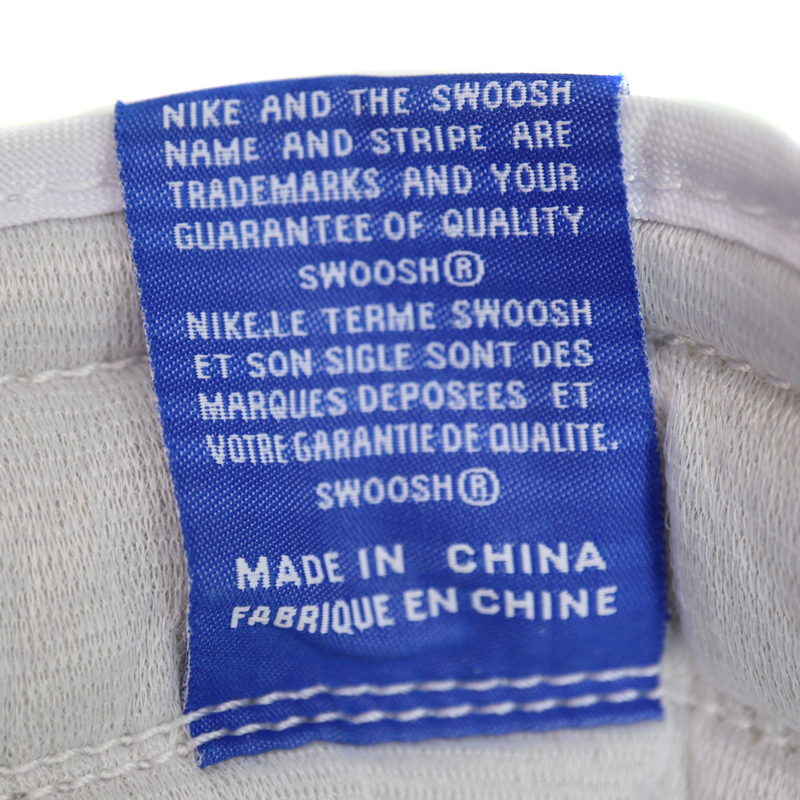 NIKE AND THE SWOOSH
NAME AND STRIPE ARE
TRADEMARKS AND YOUR
GUARANTEE OF QUALITY
SWOOSH®
NIKE.LE TERME SWOOSH
ET SON SIGLE SONT DES
MARQUES DEPOSEES ET
VOTRE GARANTIE DE QUALITE.
SWOOSH®
MADE IN CHINA
FABRIQUE EN CHINE